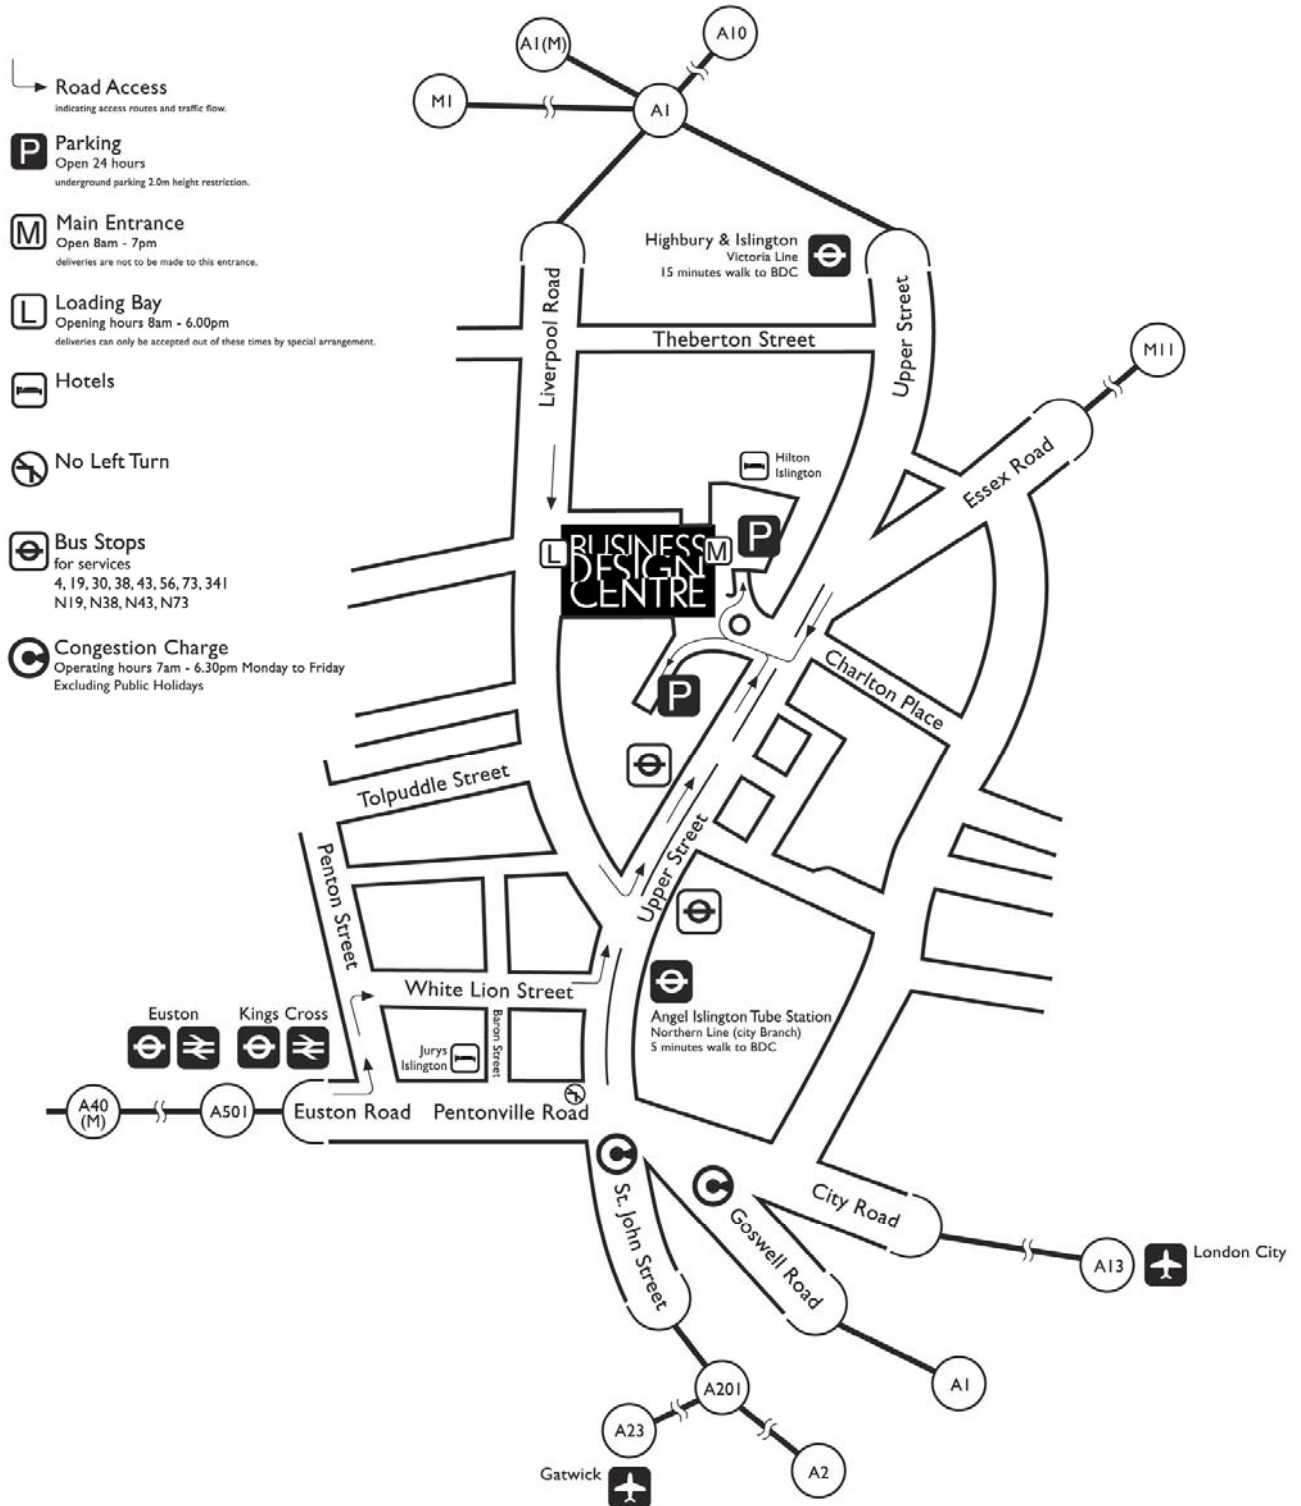 Road Access
indicating access routes and traffic flow.
P
Parking
Open 24 hours
underground parking 2.0m height restriction.
M
Main Entrance
Open 8am - 7pm
deliveries are not to be made to this entrance.
L
Loading Bay
Opening hours 8am - 6.00pm
deliveries can only be accepted out of these times by special arrangement.
Hotels
No Left Turn
Bus Stops
for services
4, 19, 30, 38, 43, 56, 73, 341
N19, N38, N43, N73
Congestion Charge
Operating hours 7am - 6.30pm Monday to Friday
Excluding Public Holidays
A1(M)
A10
M1
A1
Highbury & Islington
Victoria Line
15 minutes walk to BDC
Liverpool Road
Upper Street
Theberton Street
M11
Essex Road
Hilton
Islington
L
BUSINESS
DESIGN
CENTRE
M
P
P
Charlton Place
Tolpuddle Street
Penton Street
Upper Street
White Lion Street
Angel Islington Tube Station
Northern Line (city Branch)
5 minutes walk to BDC
Euston
Kings Cross
Baron Street
Jurys
Islington
A40
(M)
A501
Euston Road
Pentonville Road
St. John Street
Goswell Road
City Road
A13
London City
A1
A201
A23
A2
Gatwick